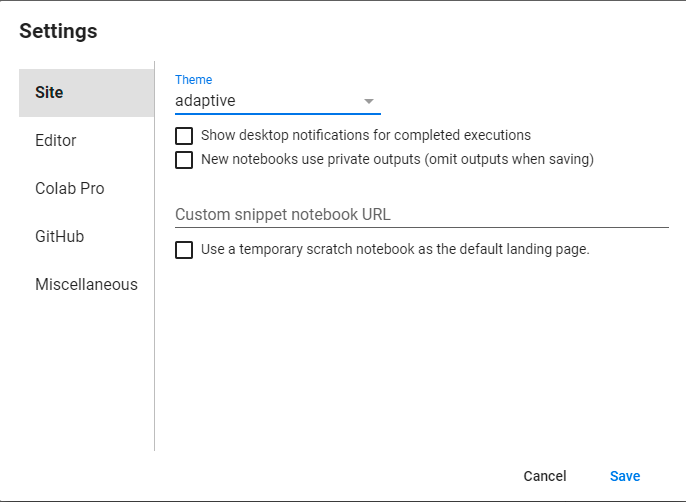 Settings
Site
Editor
Colab Pro
GitHub
Miscellaneous
Theme
adaptive
Show desktop notifications for completed executions
New notebooks use private outputs (omit outputs when saving)
Custom snippet notebook URL
Use a temporary scratch notebook as the default landing page.
Cancel
Save